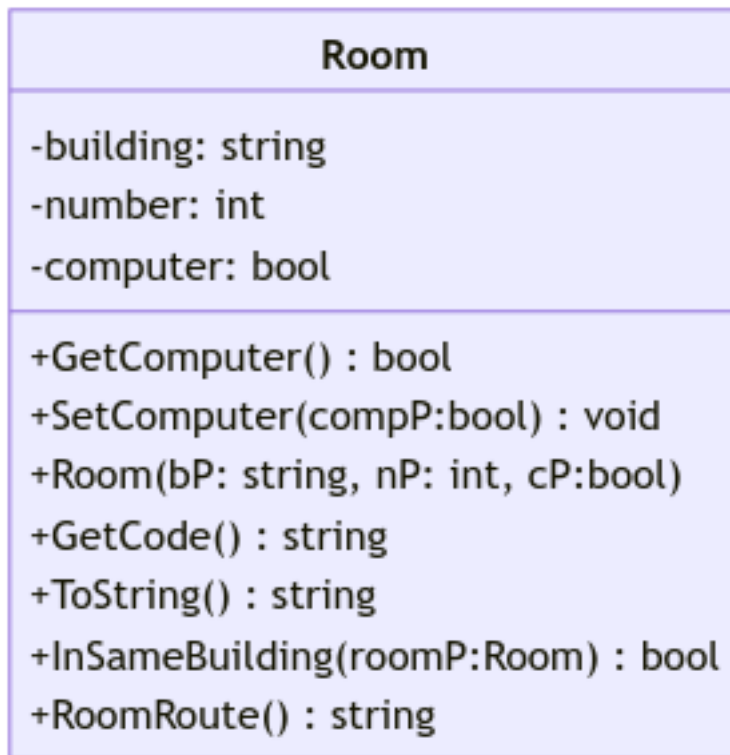 Room
-building: string
-number: int
-computer: bool
+GetComputer() : bool
+SetComputer(compP:bool) : void
+Room(bP: string, nP: int, cP:bool)
+GetCode() : string
+ToString() : string
+InSameBuilding(roomP:Room) : bool
+RoomRoute() : string